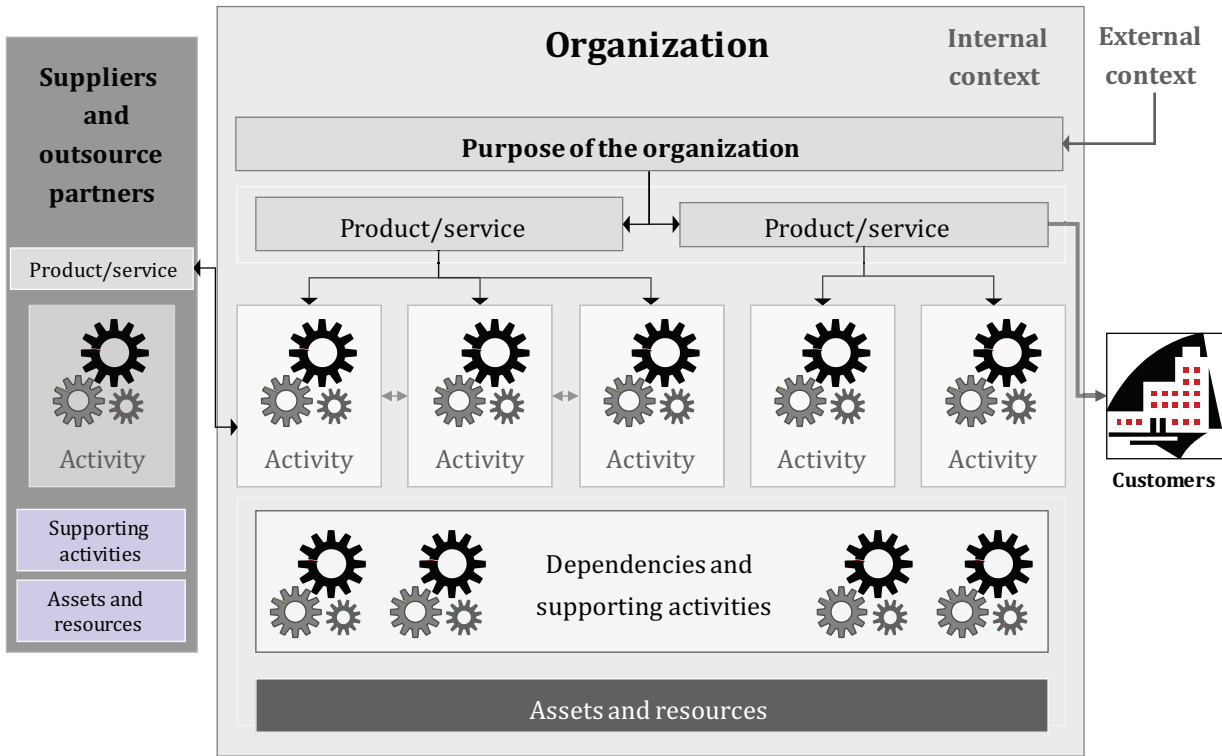 Organization
Internal
context
External
context
Suppliers
and
outsource
partners
Purpose of the organization
Product/service
Product/service
Product/service
Activity
Activity
Activity
Activity
Activity
Activity
Customers
Supporting
activities
Assets and
resources
Dependencies and
supporting activities
Assets and resources